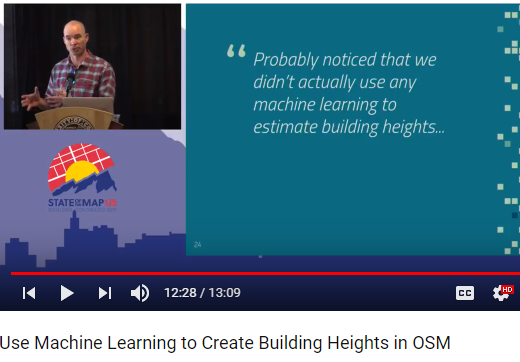 “ Probably noticed that we
didn't actually use any
machine learning to
estimate building heights...
STATE OF THE MAP US
24
12:28 / 13:09
CC
HD
Use Machine Learning to Create Building Heights in OSM